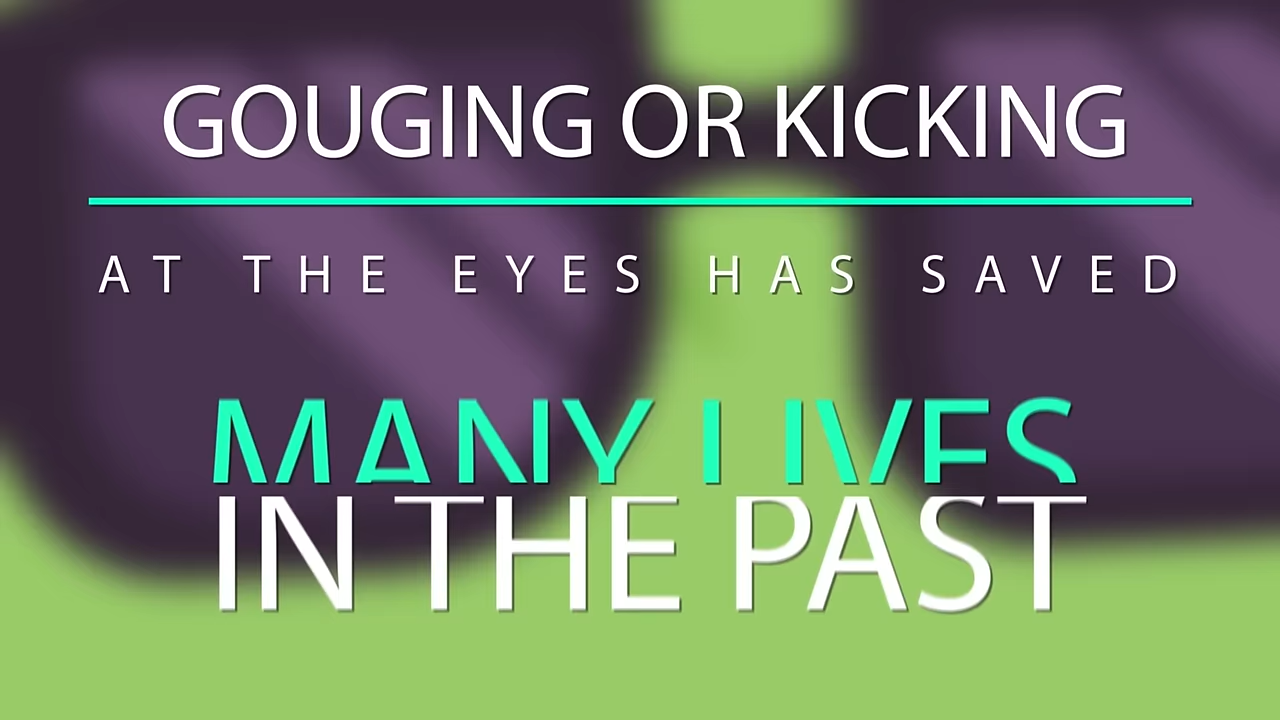 GOUGING OR KICKING
AT THE EYES HAS SAVED
MANY LIVES
IN THE PAST